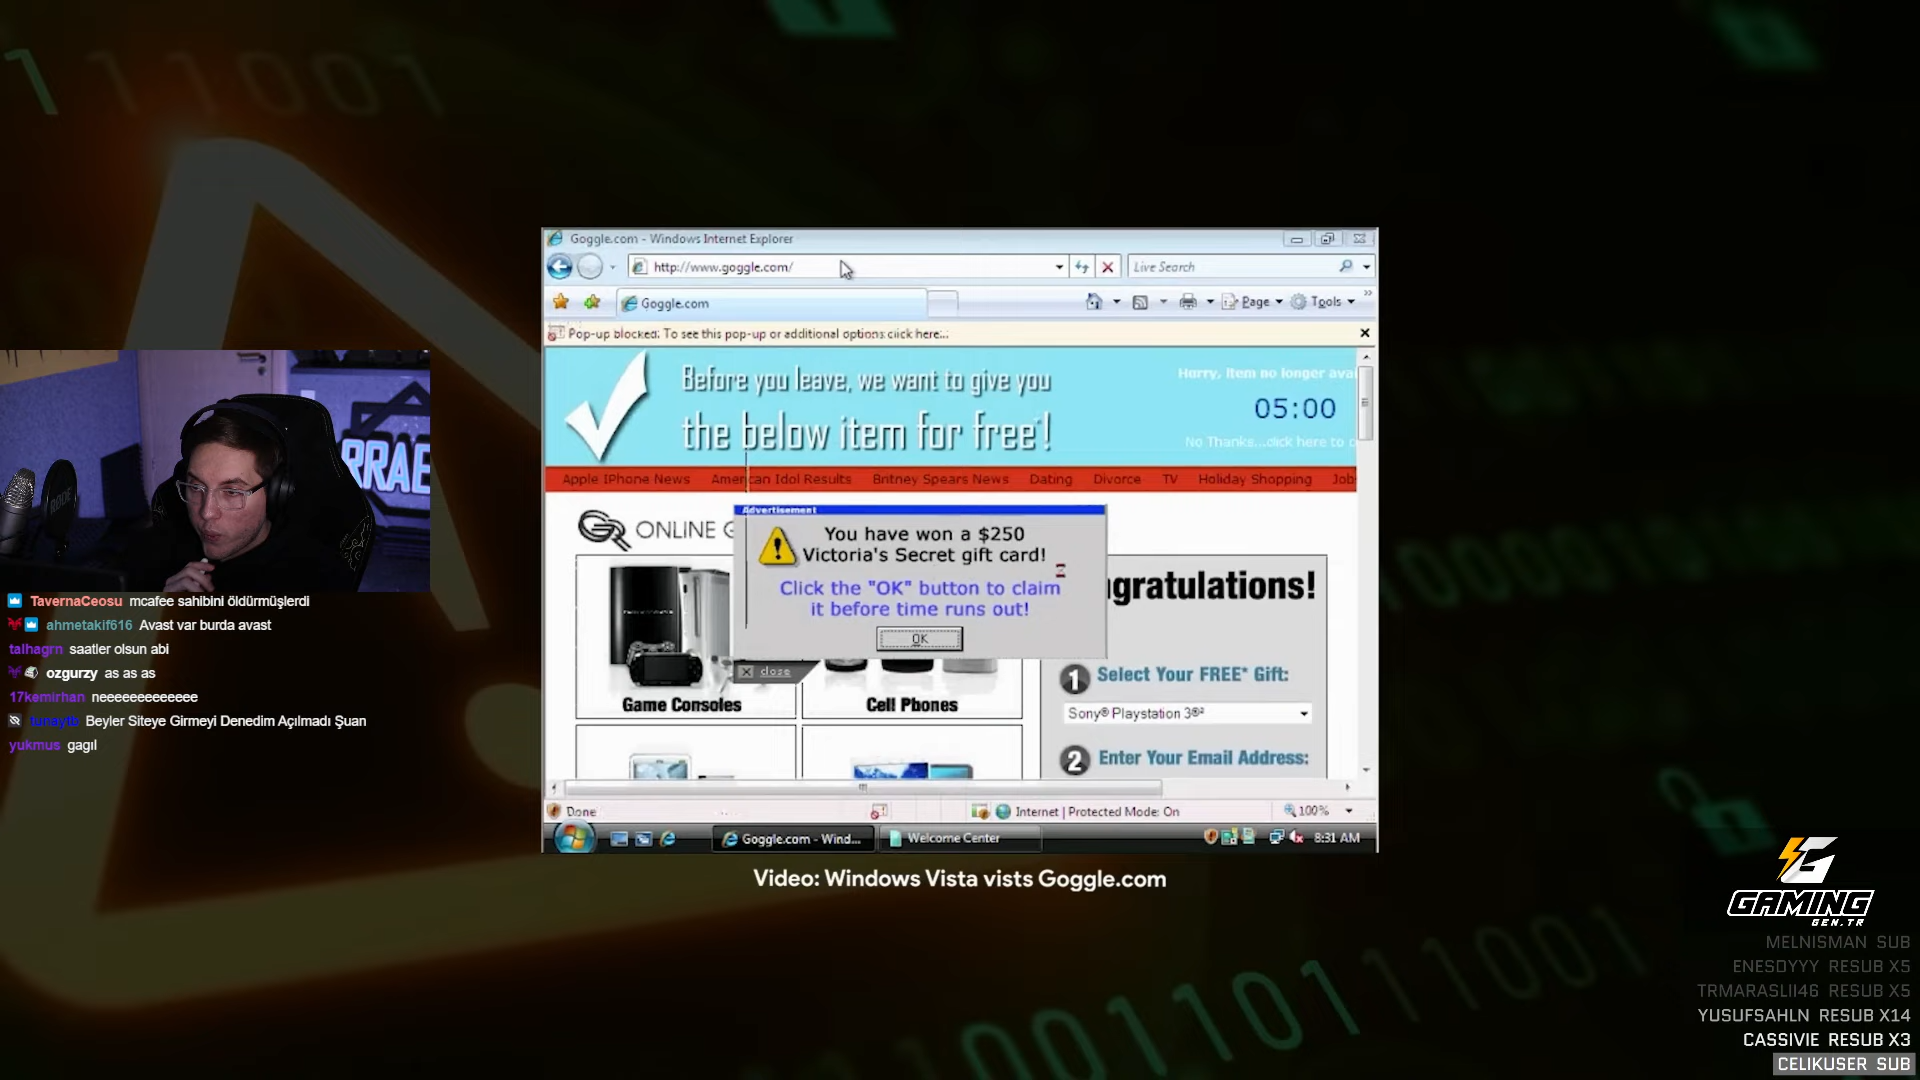 Goggle.com - Windows Internet Explorer
http://www.goggle.com/
Live Search
Goggle.com
Page
Tools
Pop-up blocked. To see this pop-up or additional options click here...
Before you leave, we want to give you
the below item for free*!
Hurry, Item no longer avai
05:00
No Thanks...click here to c
Apple IPhone News American Idol Results Britney Spears News Dating Divorce TV Holiday Shopping Job
ONLINE G
Advertisement
You have won a $250
Victoria's Secret gift card!
Click the "OK" button to claim
it before time runs out!
OK
close
ngratulations!
Game Consoles
Cell Phones
1 Select Your FREE* Gift:
Sony® Playstation 3®²
2 Enter Your Email Address:
Done
Internet | Protected Mode: On
100%
Goggle.com - Wind...
Welcome Center
8:31 AM
Video: Windows Vista vists Goggle.com
RRAE
RODE
TavernaCeosu mcafee sahibini öldürmüşlerdi
ahmetakif616 Avast var burda avast
talhagrn saatler olsun abi
ozgurzy as as as
17kemirhan neeeeeeeeeeeee
tunaytb Beyler Siteye Girmeyi Denedim Açılmadı Şuan
yukmus gagıl
GAMING
GEN.TR
MELNISMAN SUB
ENESDYYY RESUB X5
TRMARASLII46 RESUB X5
YUSUFSAHLN RESUB X14
CASSIVIE RESUB X3
CELIKUSER SUB